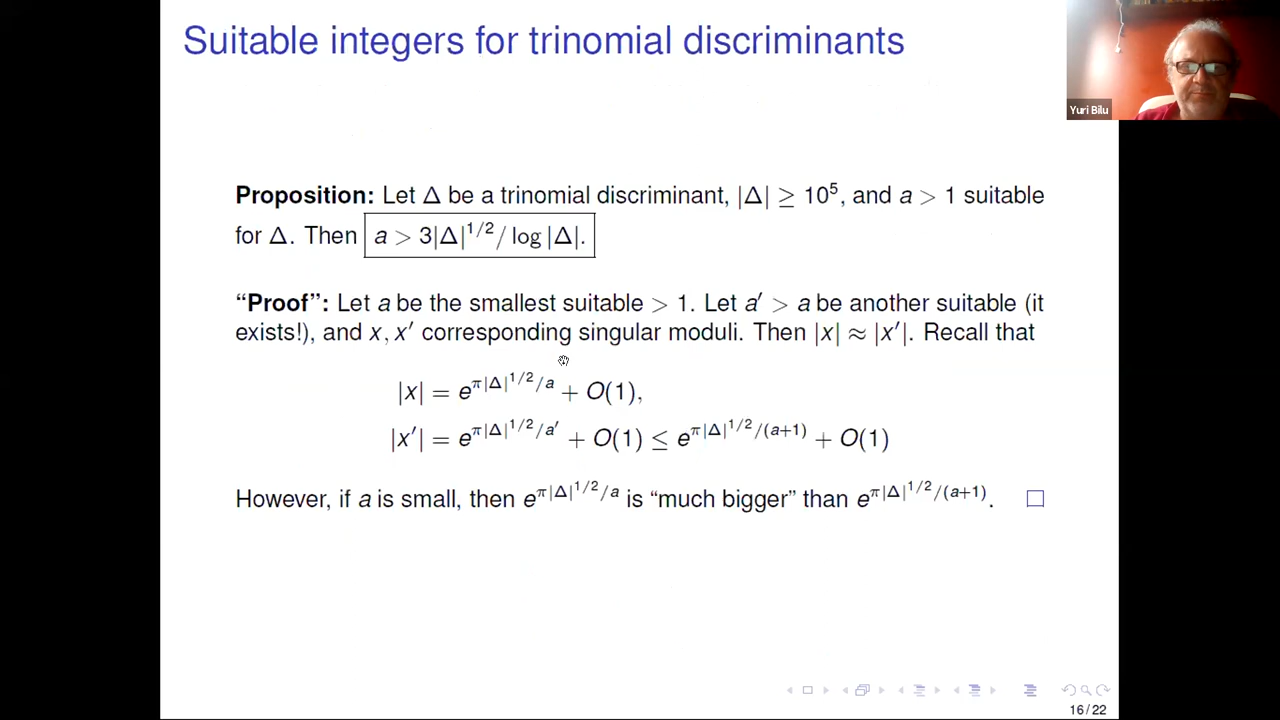 Suitable integers for trinomial discriminants
Yuri Bilu
Proposition: Let Δ be a trinomial discriminant, |Δ| ≥ 10⁵, and a > 1 suitable
for Δ. Then a > 3|Δ|^{1/2}/ log |Δ|.
“Proof”: Let a be the smallest suitable > 1. Let a′ > a be another suitable (it
exists!), and x, x′ corresponding singular moduli. Then |x| ≈ |x′|. Recall that
|x| = e^{π|Δ|^{1/2}/a} + O(1),
|x′| = e^{π|Δ|^{1/2}/a′} + O(1) ≤ e^{π|Δ|^{1/2}/(a+1)} + O(1)
However, if a is small, then e^{π|Δ|^{1/2}/a} is “much bigger” than e^{π|Δ|^{1/2}/(a+1)}. □
16/22